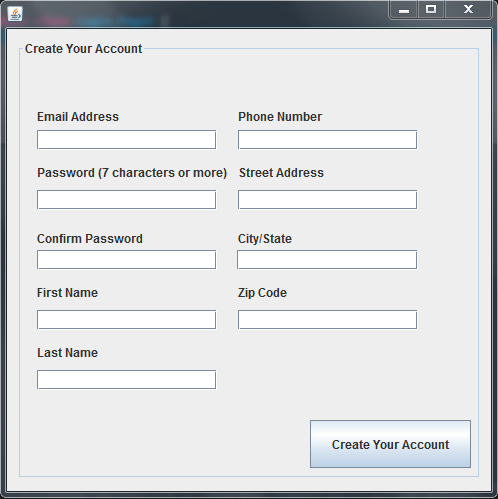 Create Your Account
Email Address
Phone Number
Password (7 characters or more)
Street Address
Confirm Password
City/State
First Name
Zip Code
Last Name
Create Your Account